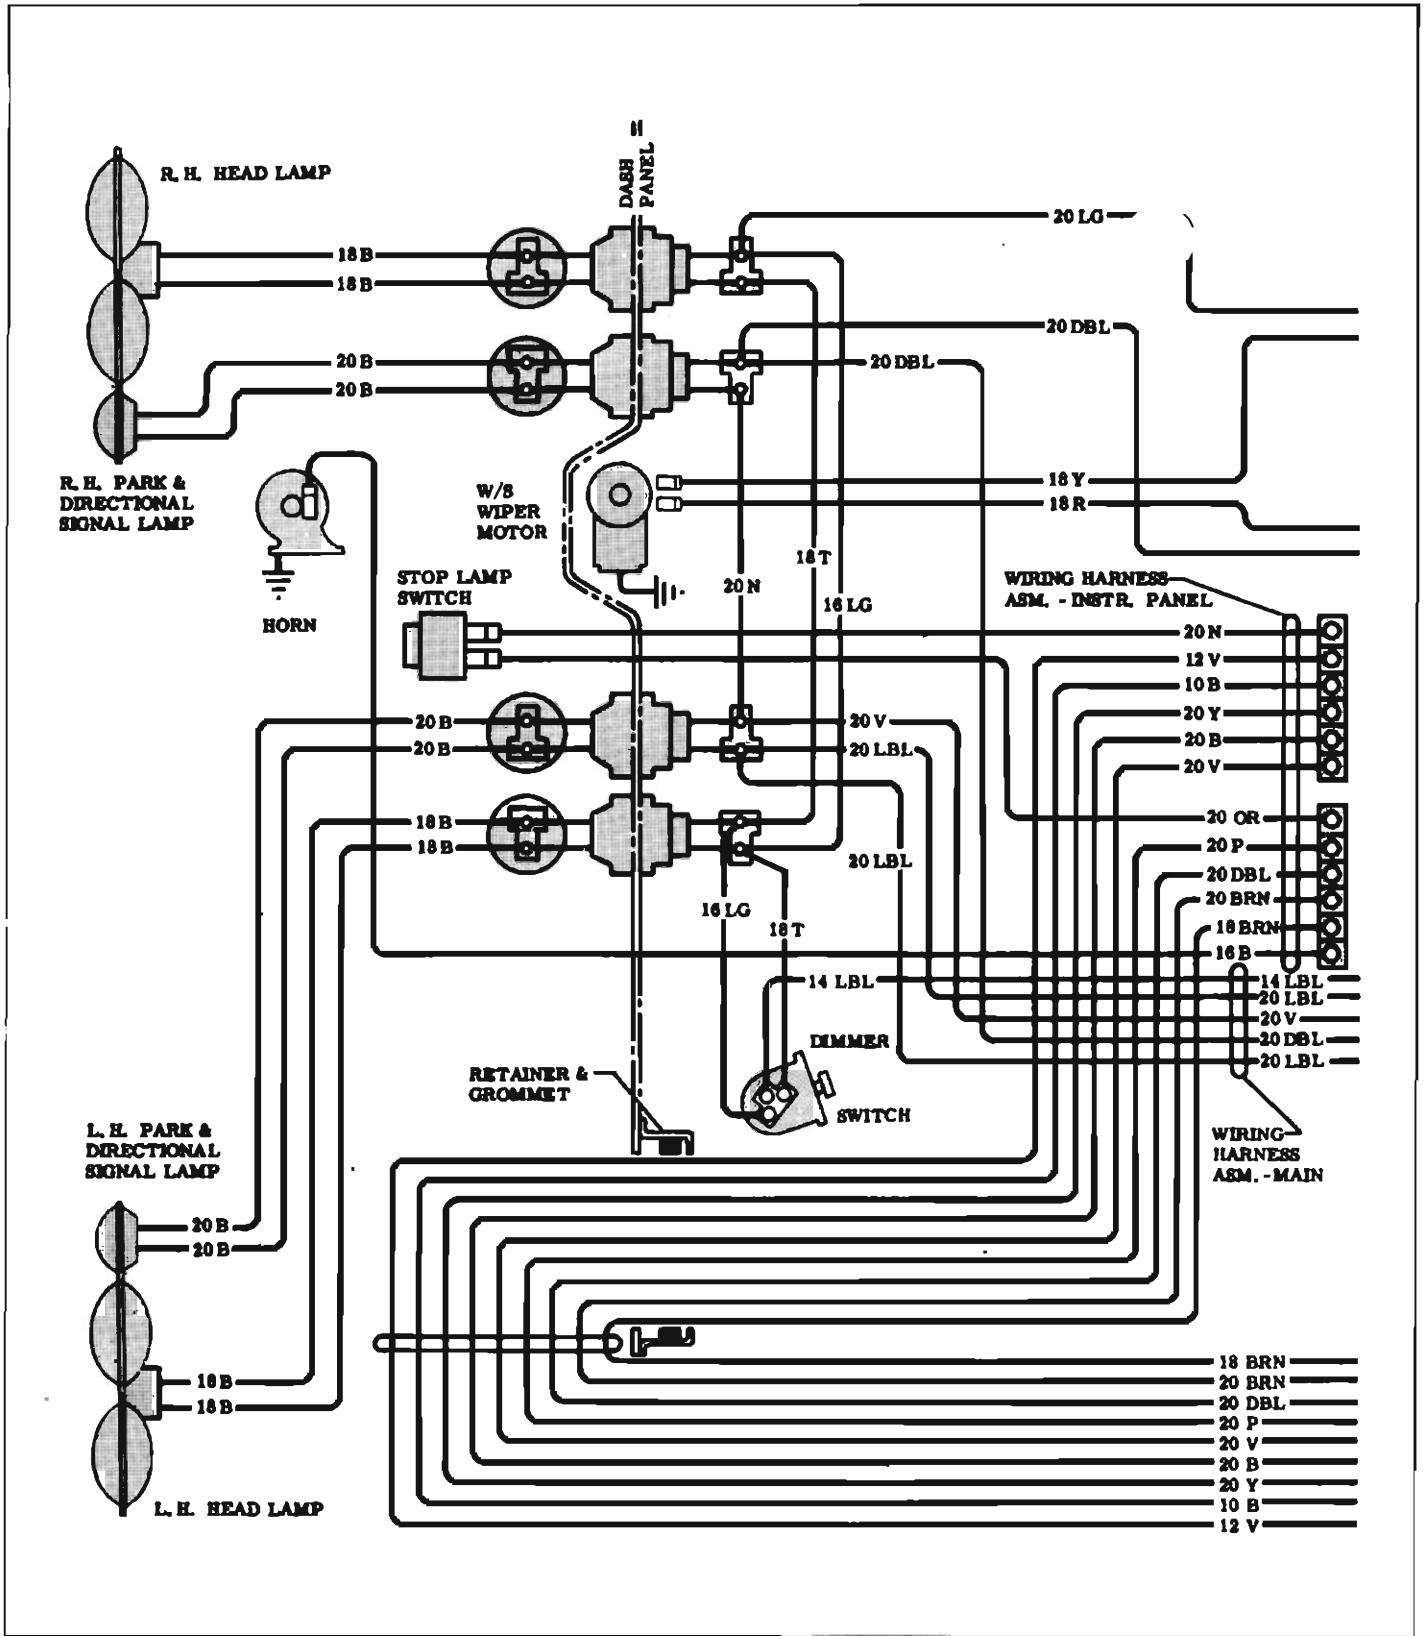 R. H. HEAD LAMP
DASH
PANEL
20 LG
18 B
18 B
20 DBL
20 B
20 DBL
20 B
R. H. PARK &
DIRECTIONAL
SIGNAL LAMP
W/S
WIPER
MOTOR
18 Y
18 R
HORN
STOP LAMP
SWITCH
18 T
20 N
16 LG
WIRING HARNESS
ASM. - INSTR. PANEL
20 N
12 V
10 B
20 Y
20 B
20 V
20 B
20 V
20 B
20 LBL
18 B
18 B
20 LBL
20 OR
20 P
20 DBL
20 BRN
18 BRN
16 B
16 LG
18 T
14 LBL
14 LBL
20 LBL
20 V
20 DBL
20 LBL
DIMMER
SWITCH
RETAINER &
GROMMET
WIRING
HARNESS
ASM. - MAIN
L. H. PARK &
DIRECTIONAL
SIGNAL LAMP
20 B
20 B
18 B
18 B
L. H. HEAD LAMP
18 BRN
20 BRN
20 DBL
20 P
20 V
20 B
20 Y
10 B
12 V